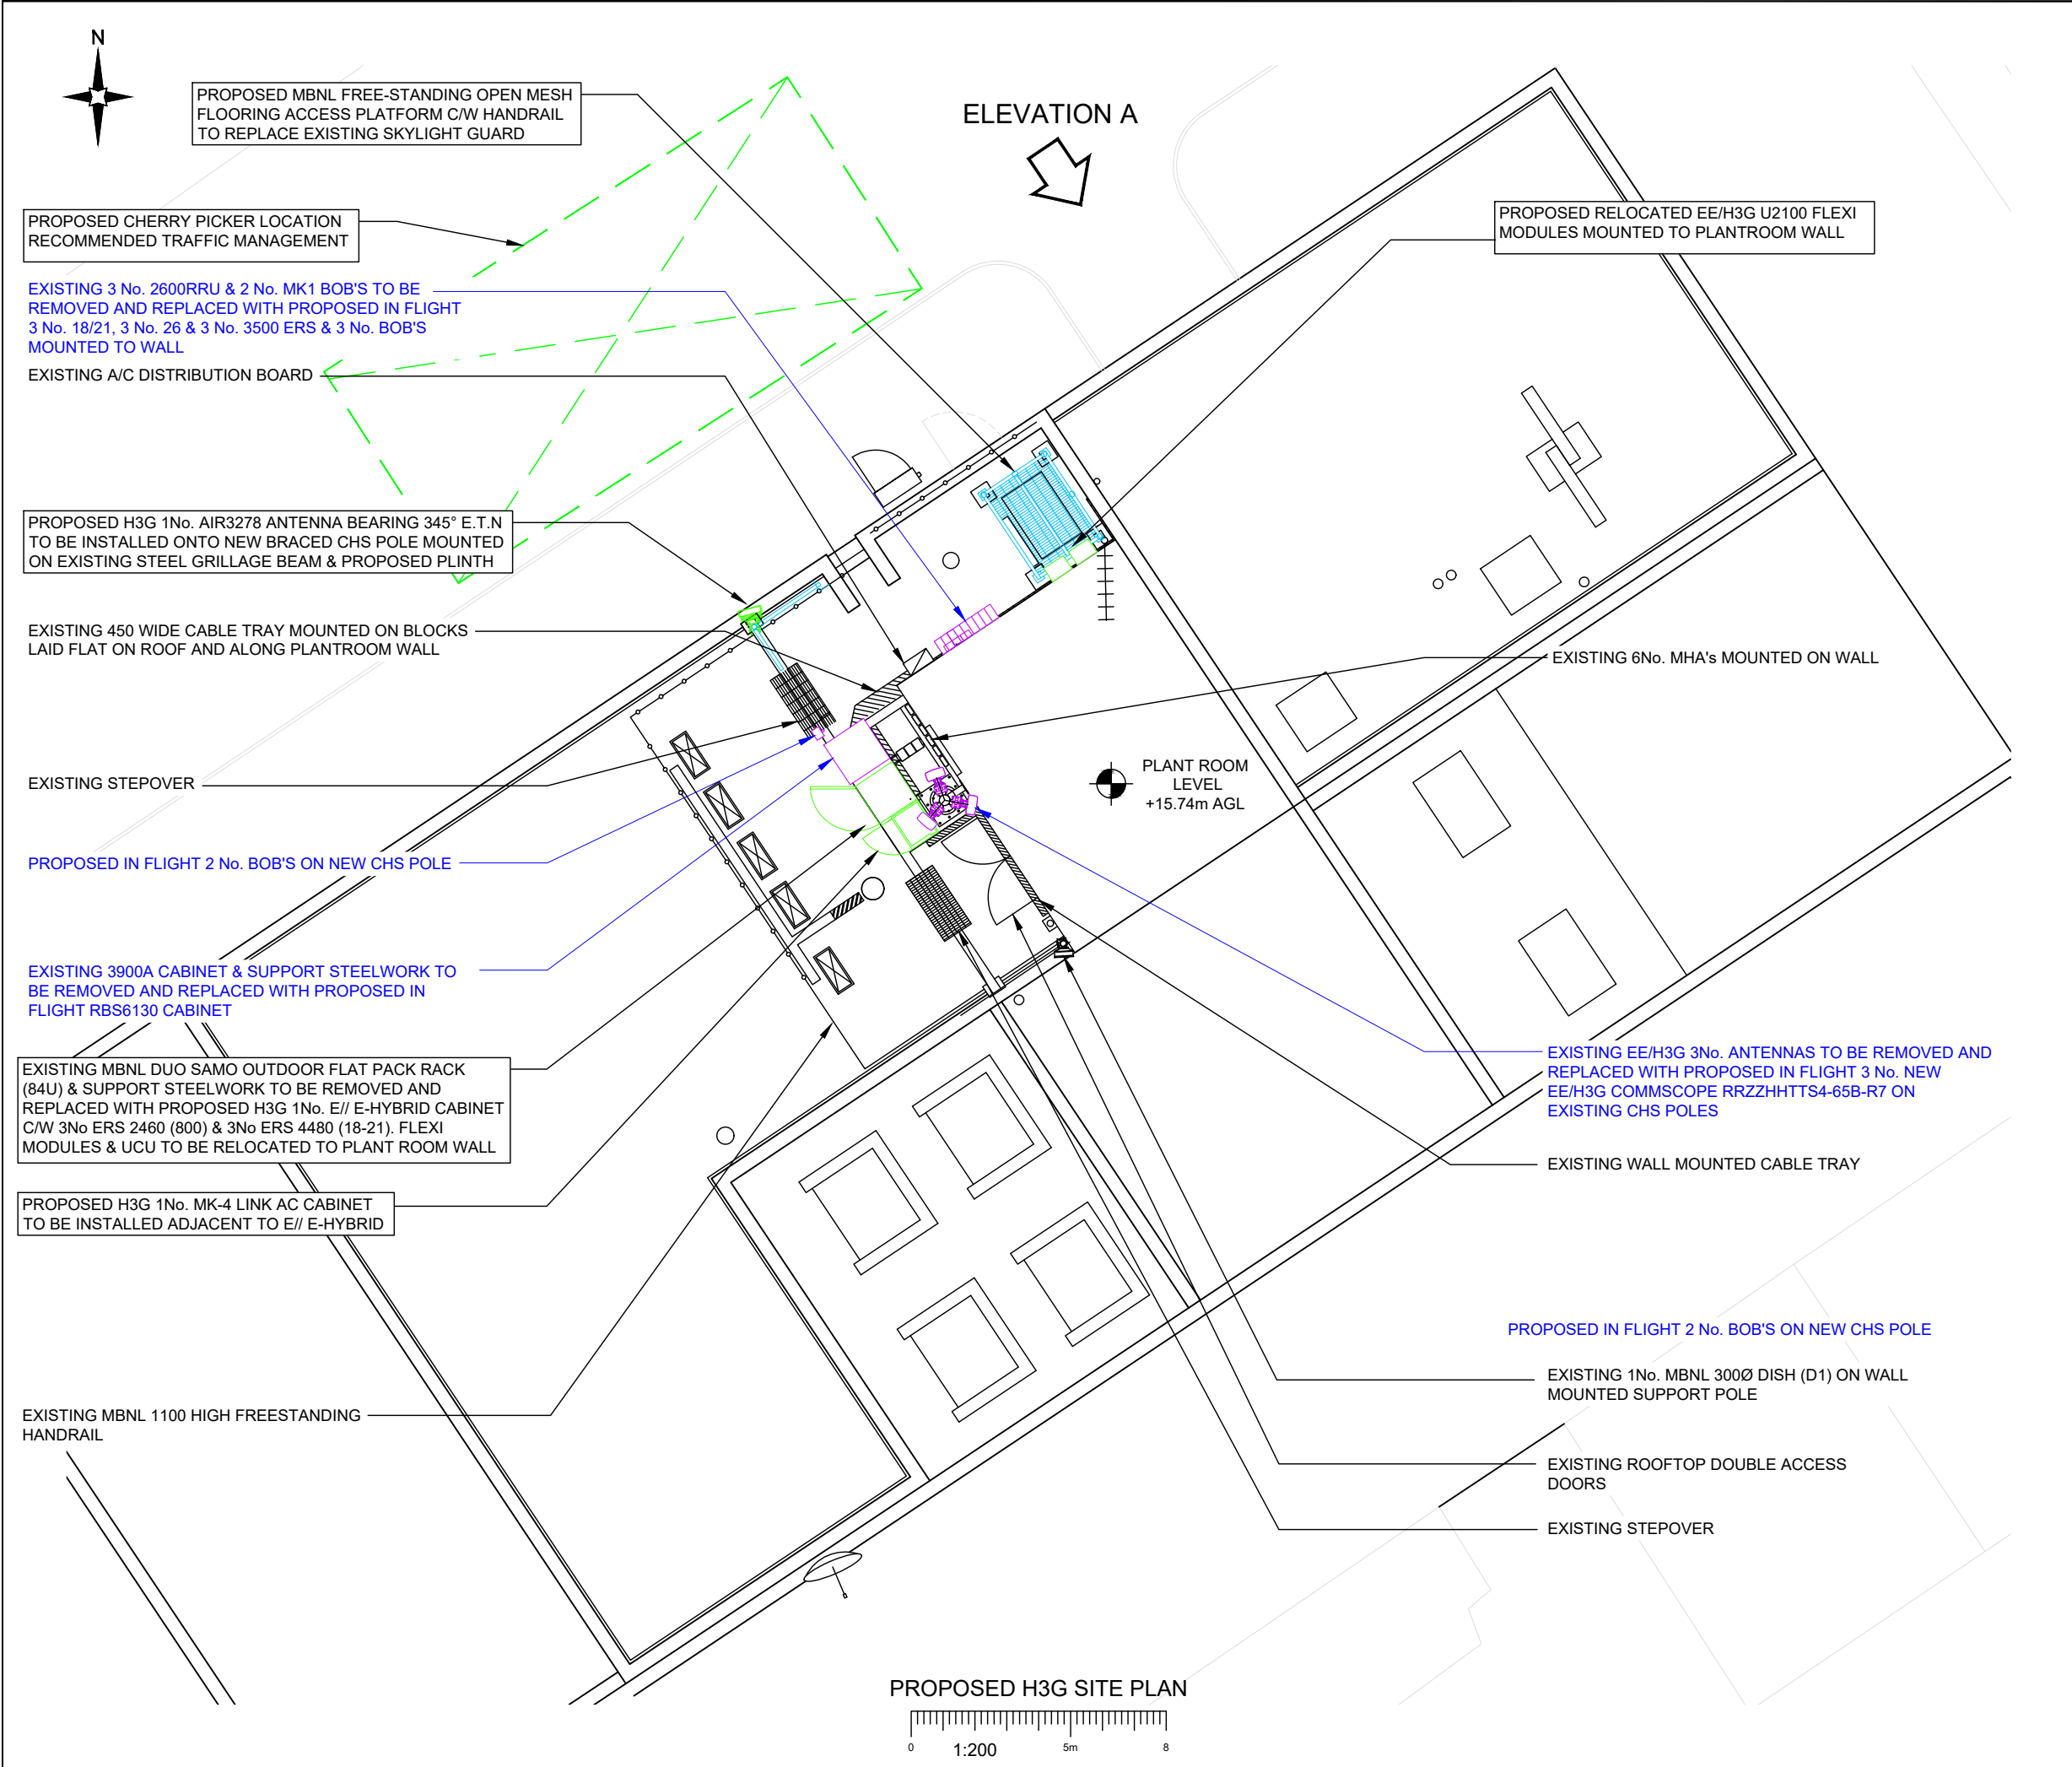 N
PROPOSED MBNL FREE-STANDING OPEN MESH
FLOORING ACCESS PLATFORM C/W HANDRAIL
TO REPLACE EXISTING SKYLIGHT GUARD
ELEVATION A
PROPOSED CHERRY PICKER LOCATION
RECOMMENDED TRAFFIC MANAGEMENT
PROPOSED RELOCATED EE/H3G U2100 FLEXI
MODULES MOUNTED TO PLANTROOM WALL
EXISTING 3 No. 2600RRU & 2 No. MK1 BOB'S TO BE
REMOVED AND REPLACED WITH PROPOSED IN FLIGHT
3 No. 18/21, 3 No. 26 & 3 No. 3500 ERS & 3 No. BOB'S
MOUNTED TO WALL
EXISTING A/C DISTRIBUTION BOARD
PROPOSED H3G 1No. AIR3278 ANTENNA BEARING 345° E.T.N
TO BE INSTALLED ONTO NEW BRACED CHS POLE MOUNTED
ON EXISTING STEEL GRILLAGE BEAM & PROPOSED PLINTH
EXISTING 450 WIDE CABLE TRAY MOUNTED ON BLOCKS
LAID FLAT ON ROOF AND ALONG PLANTROOM WALL
EXISTING 6No. MHA's MOUNTED ON WALL
EXISTING STEPOVER
PLANT ROOM
LEVEL
+15.74m AGL
PROPOSED IN FLIGHT 2 No. BOB'S ON NEW CHS POLE
EXISTING 3900A CABINET & SUPPORT STEELWORK TO
BE REMOVED AND REPLACED WITH PROPOSED IN
FLIGHT RBS6130 CABINET
EXISTING EE/H3G 3No. ANTENNAS TO BE REMOVED AND
REPLACED WITH PROPOSED IN FLIGHT 3 No. NEW
EE/H3G COMMSCOPE RRZZHHTTS4-65B-R7 ON
EXISTING CHS POLES
EXISTING MBNL DUO SAMO OUTDOOR FLAT PACK RACK
(84U) & SUPPORT STEELWORK TO BE REMOVED AND
REPLACED WITH PROPOSED H3G 1No. E// E-HYBRID CABINET
C/W 3No ERS 2460 (800) & 3No ERS 4480 (18-21). FLEXI
MODULES & UCU TO BE RELOCATED TO PLANT ROOM WALL
EXISTING WALL MOUNTED CABLE TRAY
PROPOSED H3G 1No. MK-4 LINK AC CABINET
TO BE INSTALLED ADJACENT TO E// E-HYBRID
PROPOSED IN FLIGHT 2 No. BOB'S ON NEW CHS POLE
EXISTING 1No. MBNL 300Ø DISH (D1) ON WALL
MOUNTED SUPPORT POLE
EXISTING MBNL 1100 HIGH FREESTANDING
HANDRAIL
EXISTING ROOFTOP DOUBLE ACCESS
DOORS
EXISTING STEPOVER
PROPOSED H3G SITE PLAN
0 1:200 5m 8